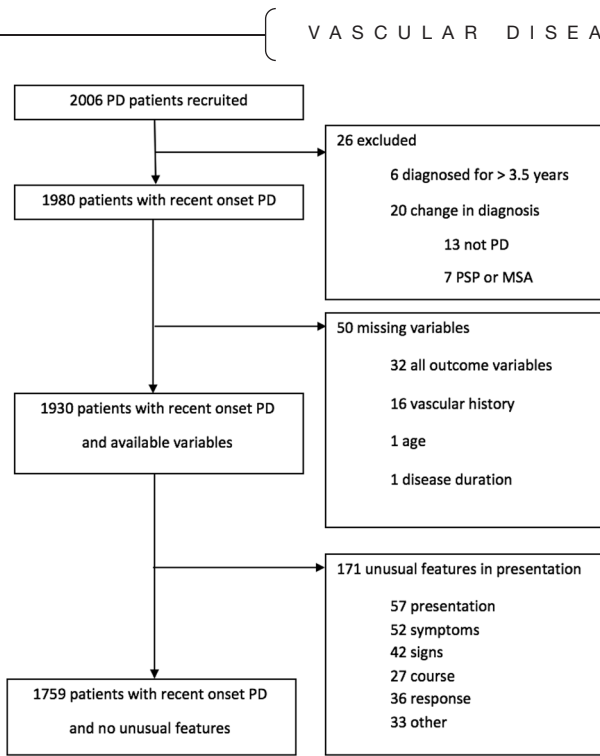 VASCULAR DISEA
2006 PD patients recruited
26 excluded
6 diagnosed for > 3.5 years
20 change in diagnosis
13 not PD
7 PSP or MSA
1980 patients with recent onset PD
50 missing variables
32 all outcome variables
16 vascular history
1 age
1 disease duration
1930 patients with recent onset PD
and available variables
171 unusual features in presentation
57 presentation
52 symptoms
42 signs
27 course
36 response
33 other
1759 patients with recent onset PD
and no unusual features